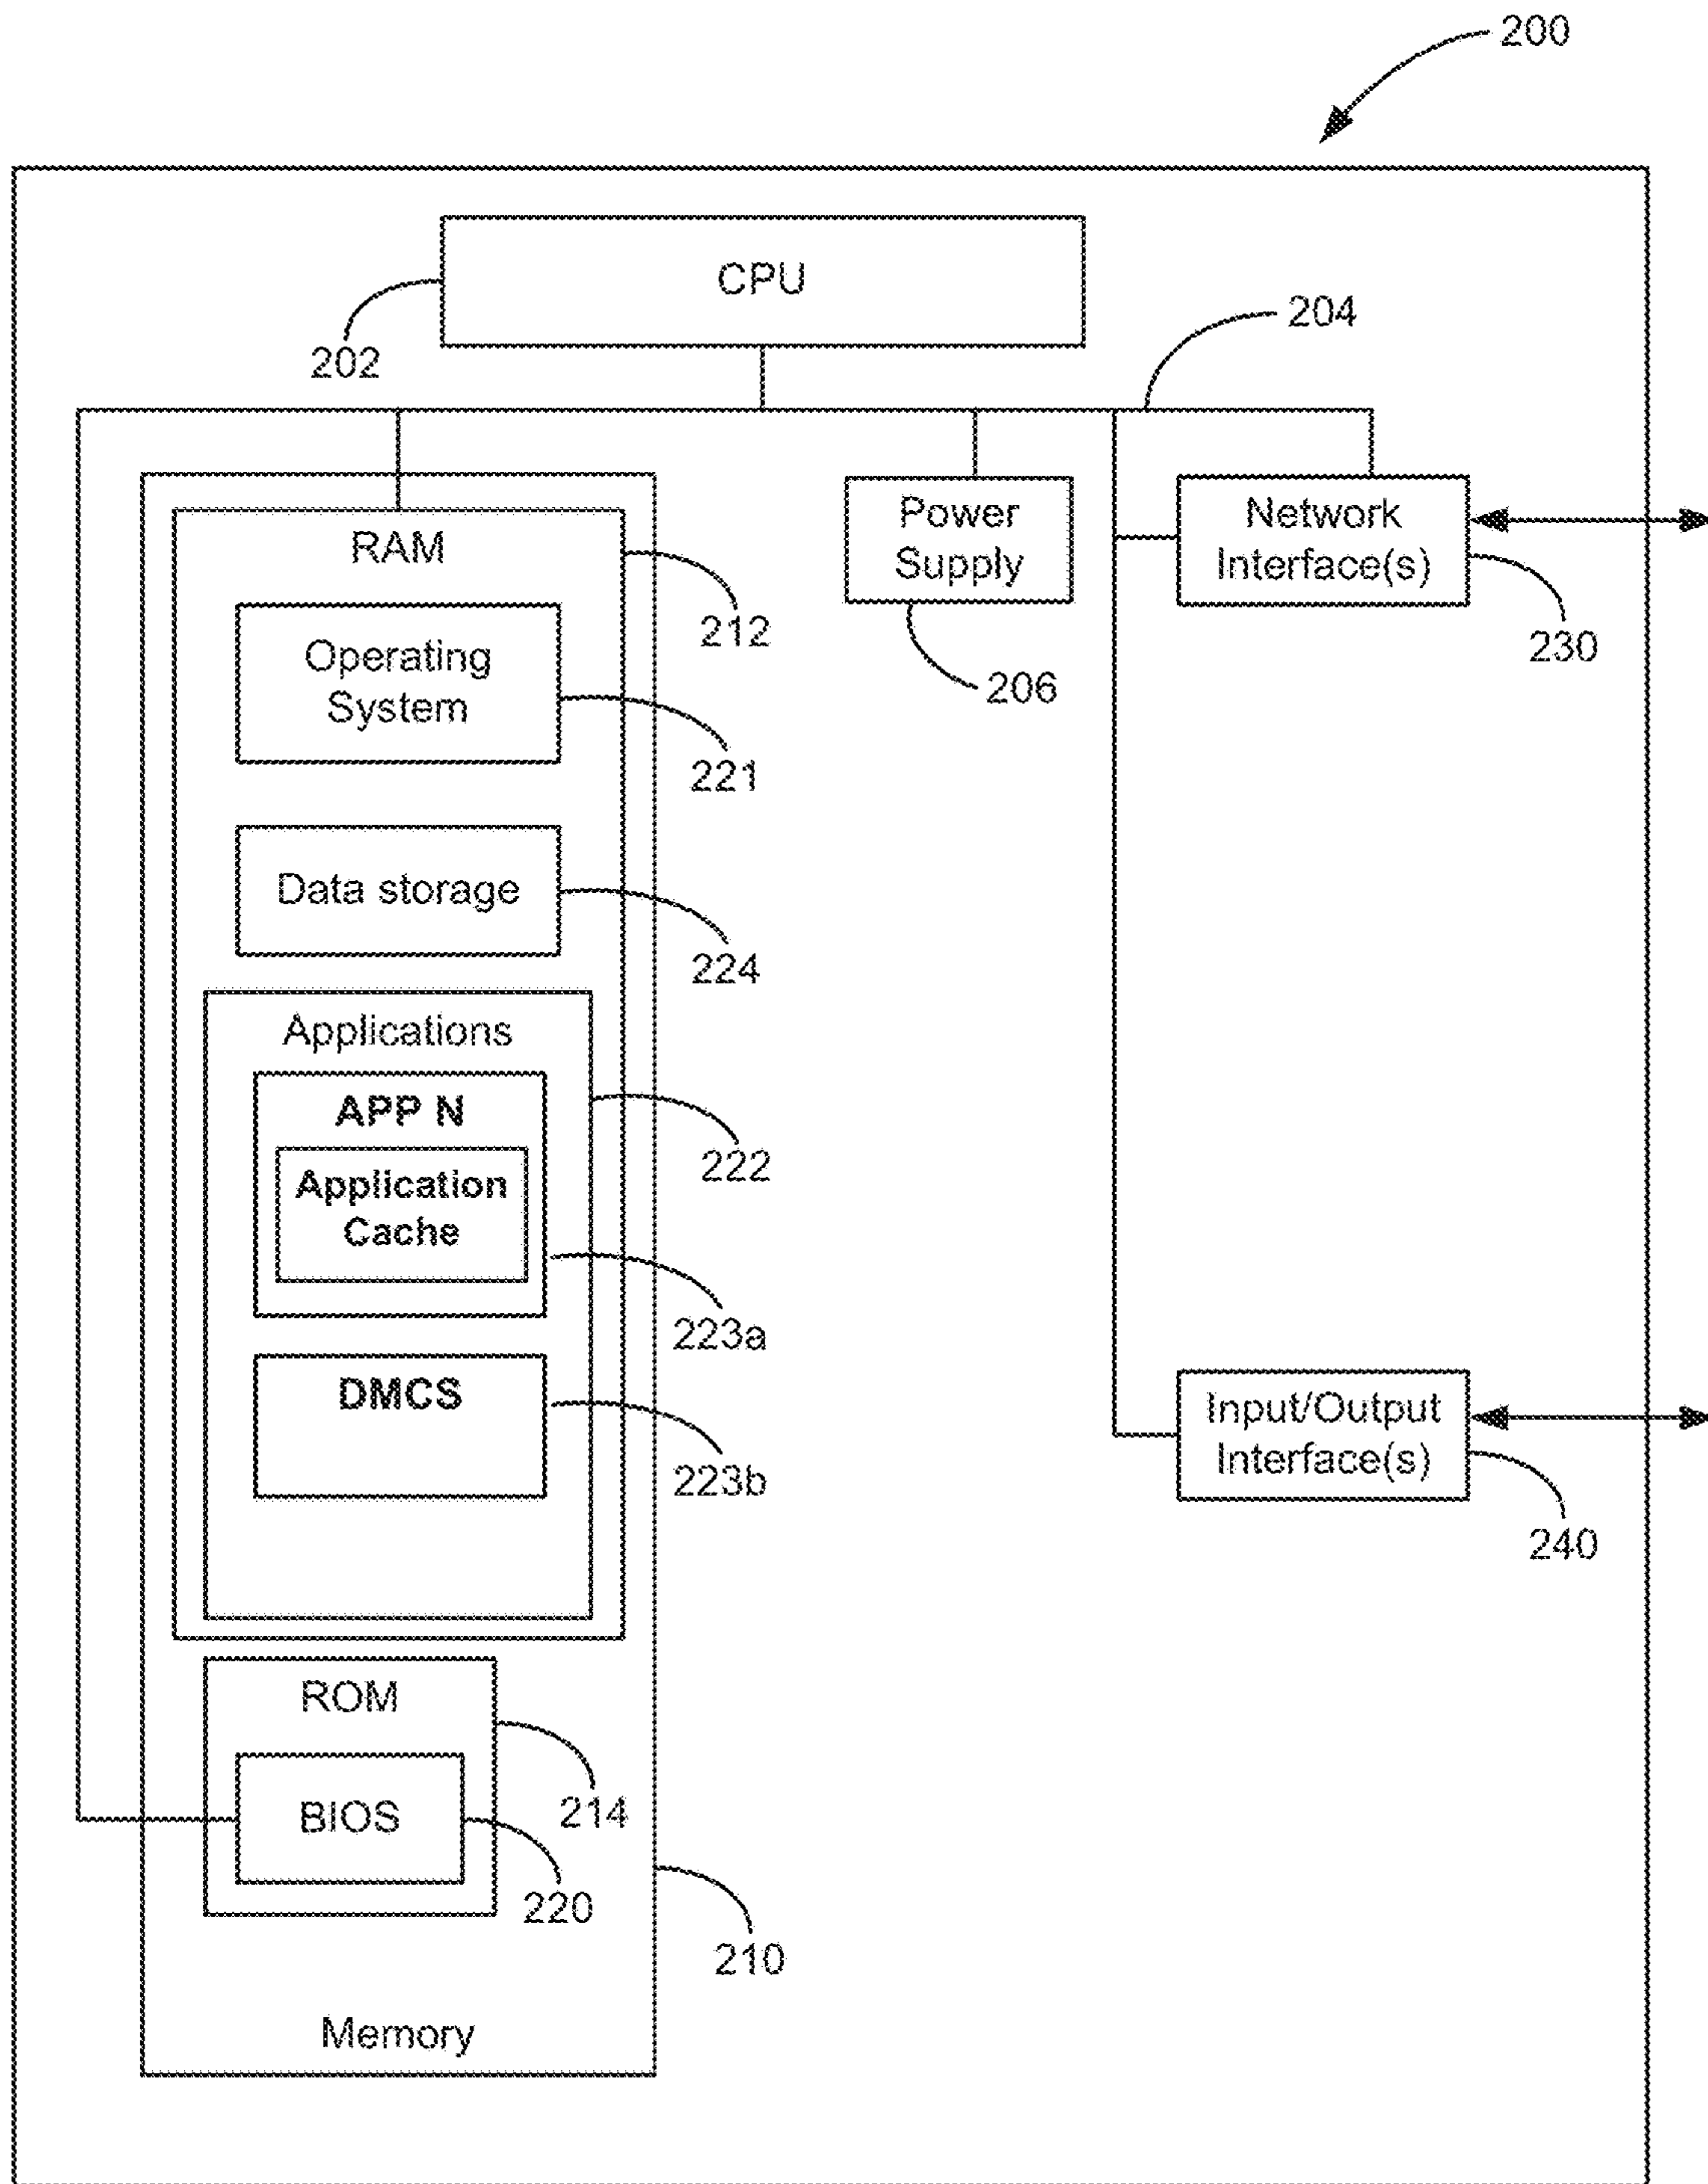 200
CPU
202
204
RAM
212
Operating
System
221
Power
Supply
206
Network
Interface(s)
230
Data storage
224
Applications
222
APP N
Application
Cache
223a
DMCS
223b
Input/Output
Interface(s)
240
ROM
214
BIOS
220
210
Memory